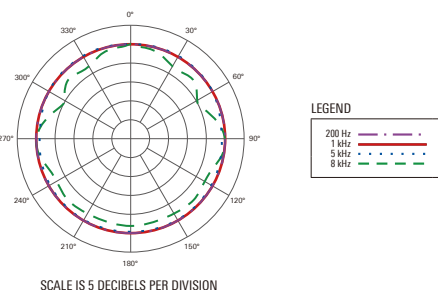 0°
330°
30°
300°
60°
270°
90°
240°
120°
210°
150°
180°
SCALE IS 5 DECIBELS PER DIVISION
LEGEND
200 Hz
1 kHz
5 kHz
8 kHz